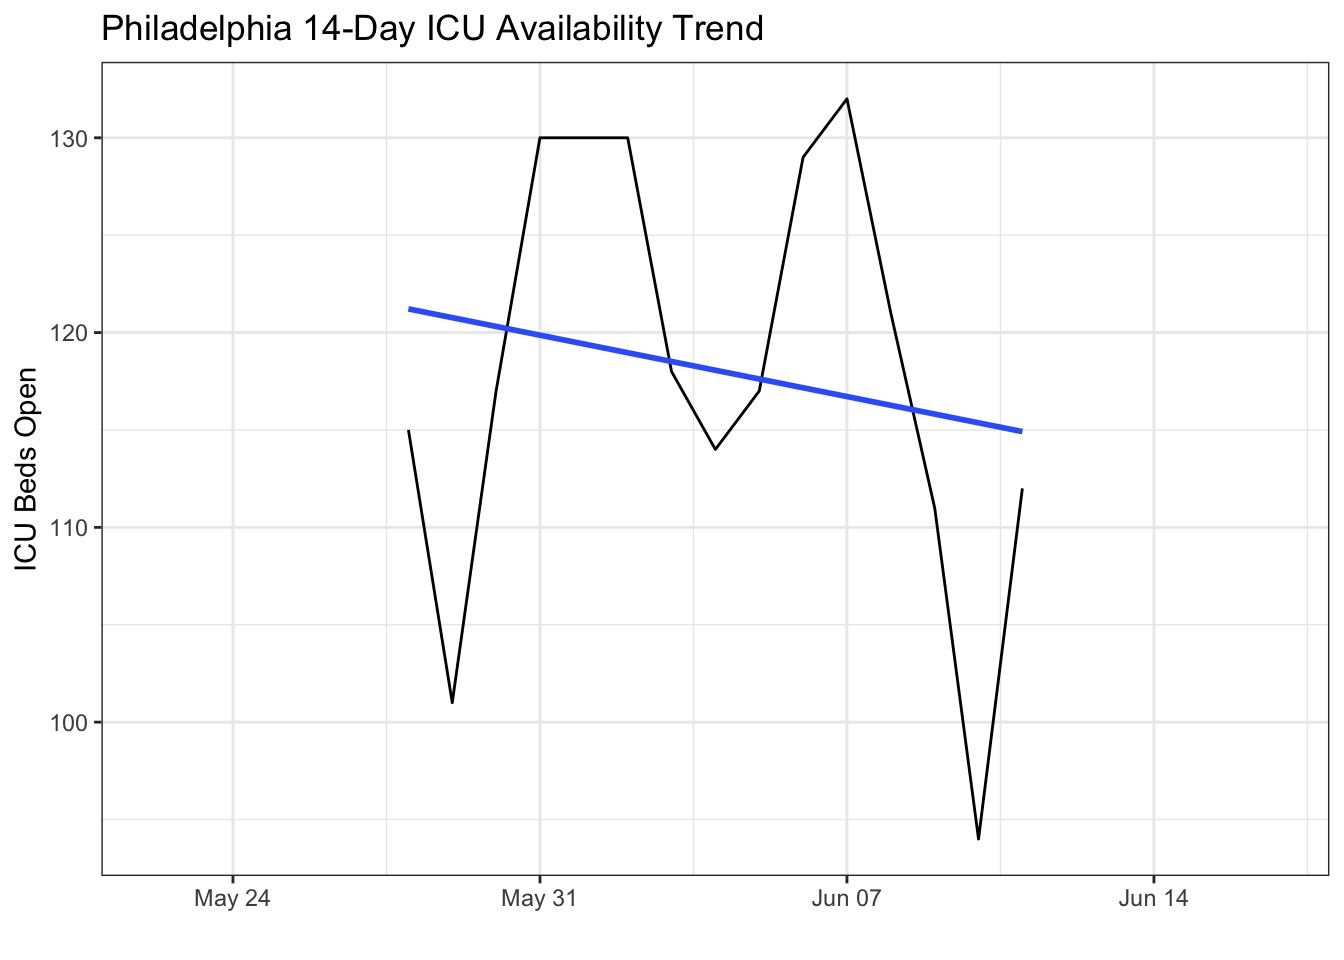 Philadelphia 14-Day ICU Availability Trend
ICU Beds Open
130
120
110
100
May 24
May 31
Jun 07
Jun 14